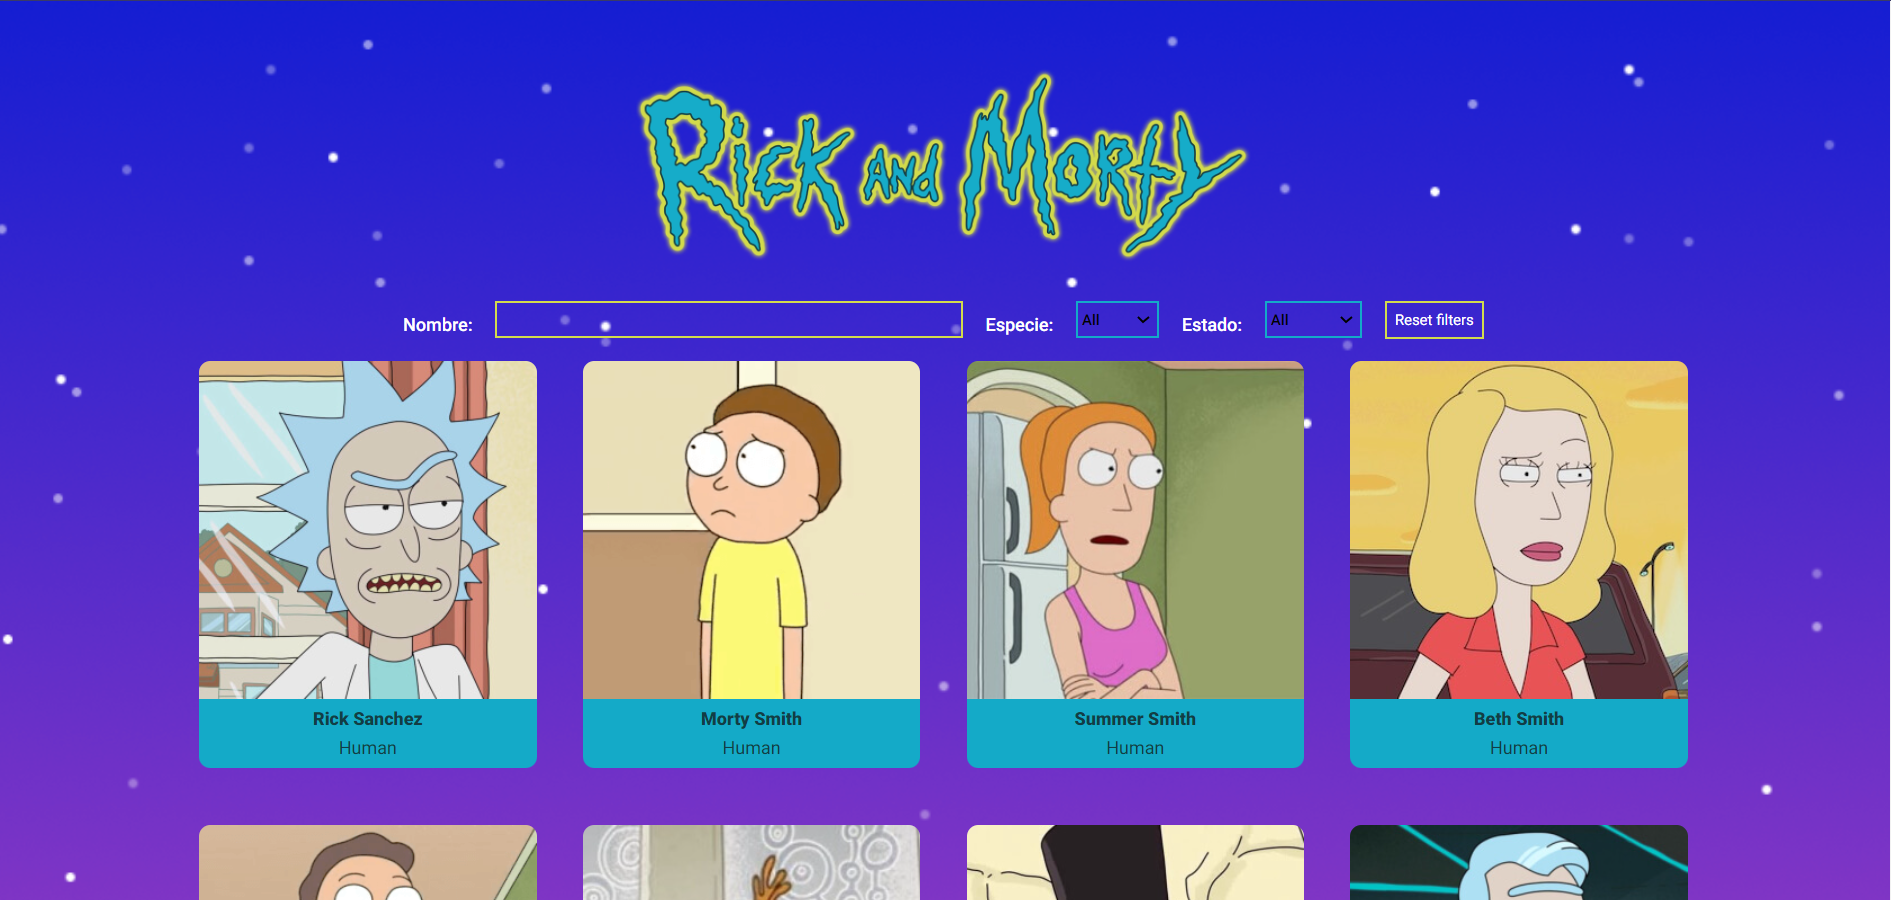 Rick and Morty
Nombre: Especie: All Estado: All Reset filters
Rick Sanchez
Human
Morty Smith
Human
Summer Smith
Human
Beth Smith
Human